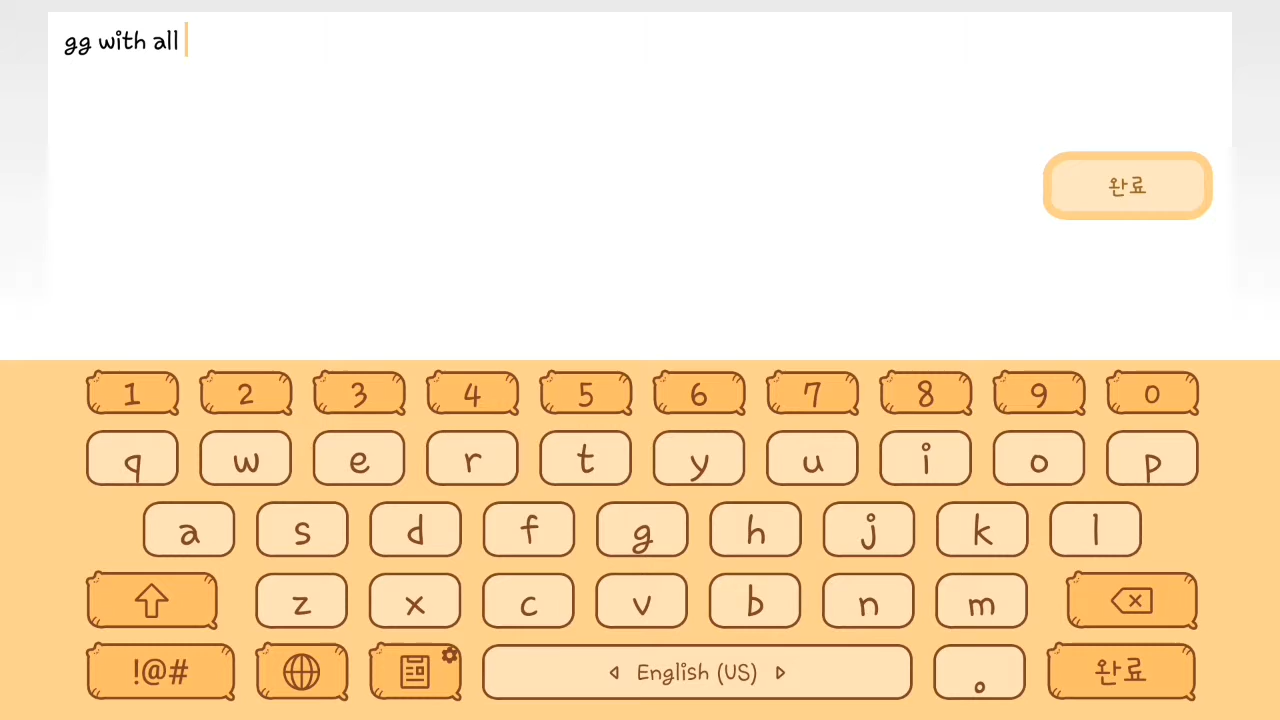 gg with all
완료
1 2 3 4 5 6 7 8 9 0
q w e r t y u i o p
a s d f g h j k l
z x c v b n m
!@# English (US) . 완료